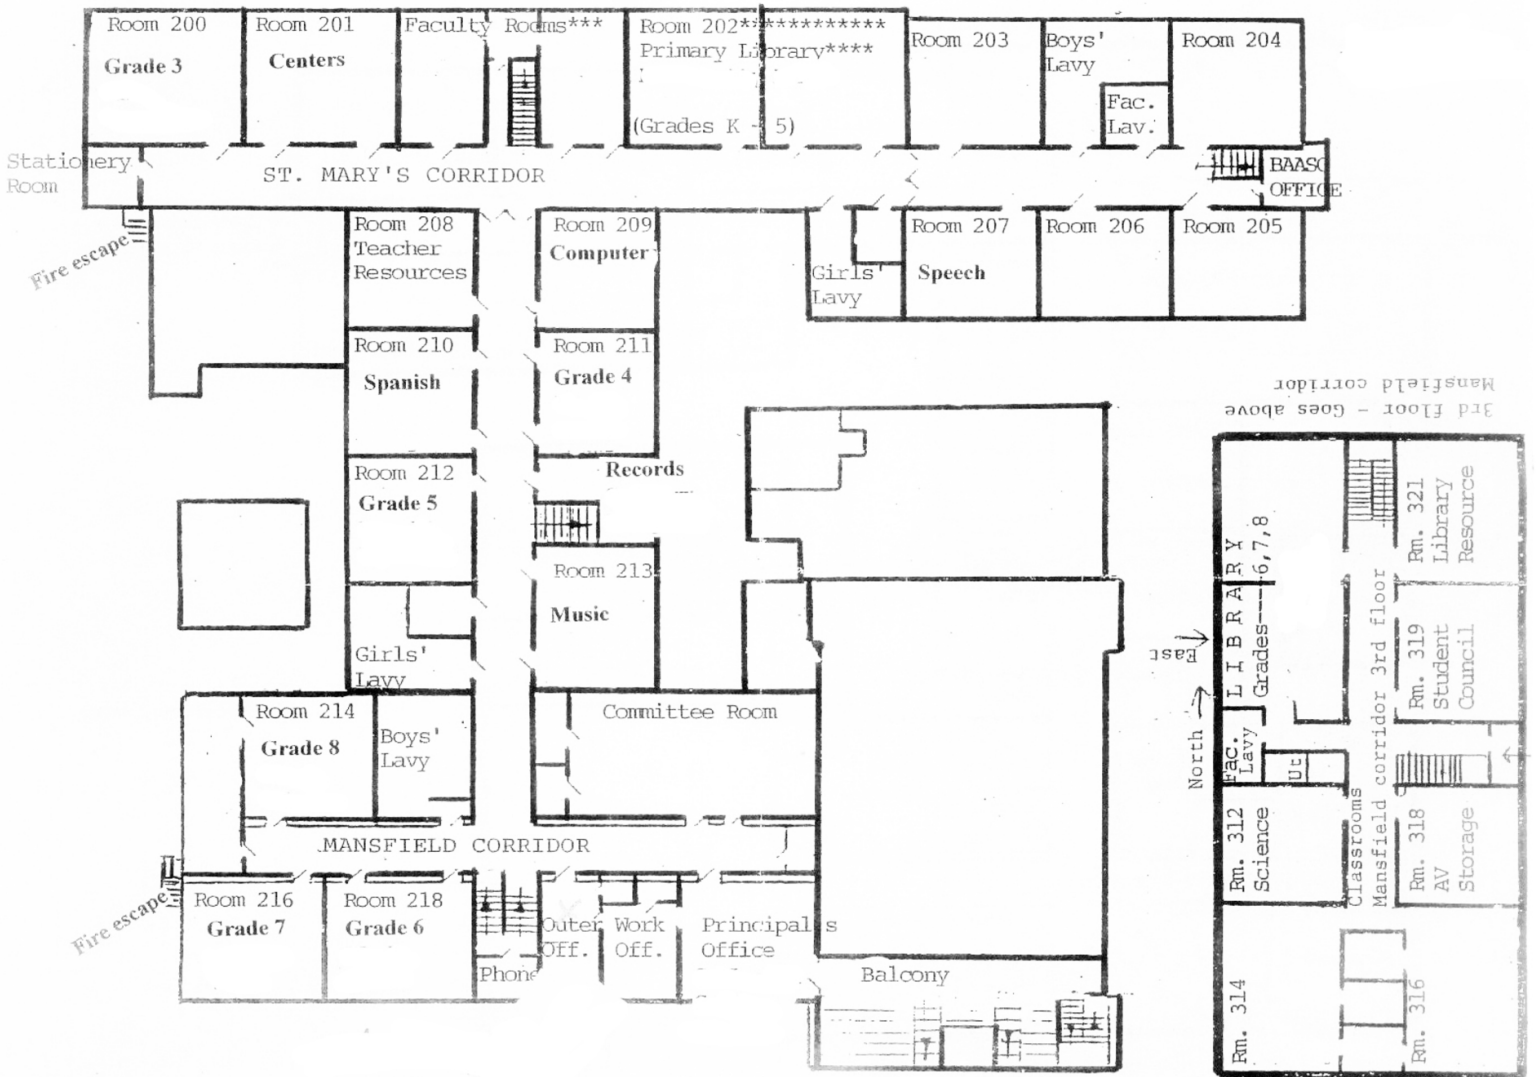 Room 200
Grade 3
Room 201
Centers
Faculty Rooms***
Room 202************
Primary Library****
(Grades K - 5)
Room 203
Boys'
Lavy
Fac.
Lav.
Room 204
Stationery
Room
ST. MARY'S CORRIDOR
BAASC
OFFICE
Fire escape
Room 208
Teacher
Resources
Room 209
Computer
Girls'
Lavy
Room 207
Speech
Room 206
Room 205
Room 210
Spanish
Room 211
Grade 4
Room 212
Grade 5
Records
Room 213
Music
Girls'
Lavy
Room 214
Grade 8
Boys'
Lavy
Committee Room
MANSFIELD CORRIDOR
Fire escape
Room 216
Grade 7
Room 218
Grade 6
Phone
Outer
Off.
Work
Off.
Principal's
Office
Balcony
3rd floor - Goes above
Mansfield corridor
East
North
LIBRARY
Grades----6,7,8
Rm. 321
Library
Resource
Rm. 319
Student
Council
Fac.
Lavy
Ut
Classrooms
Mansfield corridor 3rd floor
Rm. 312
Science
Rm. 318
AV
Storage
Rm. 314
Rm. 316